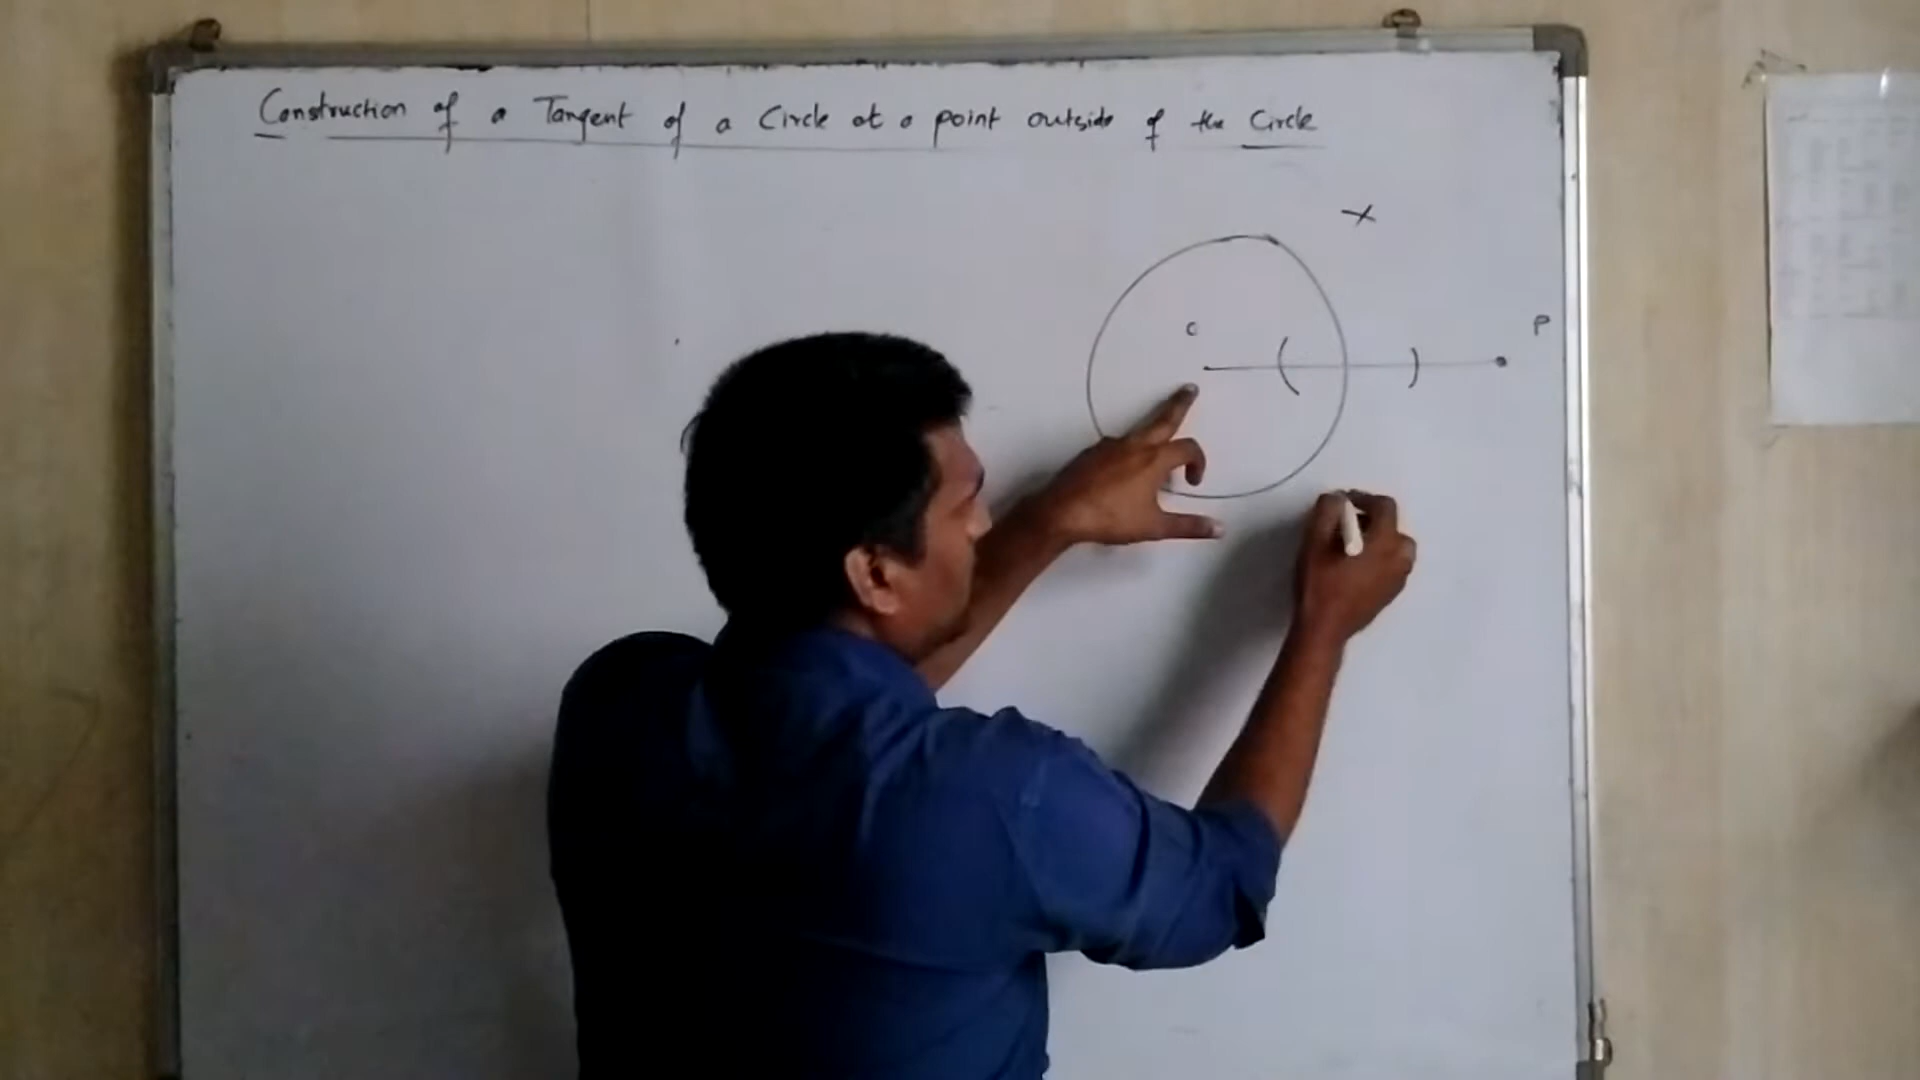 Construction of a Tangent of a Circle at a point outside of the Circle
O
P